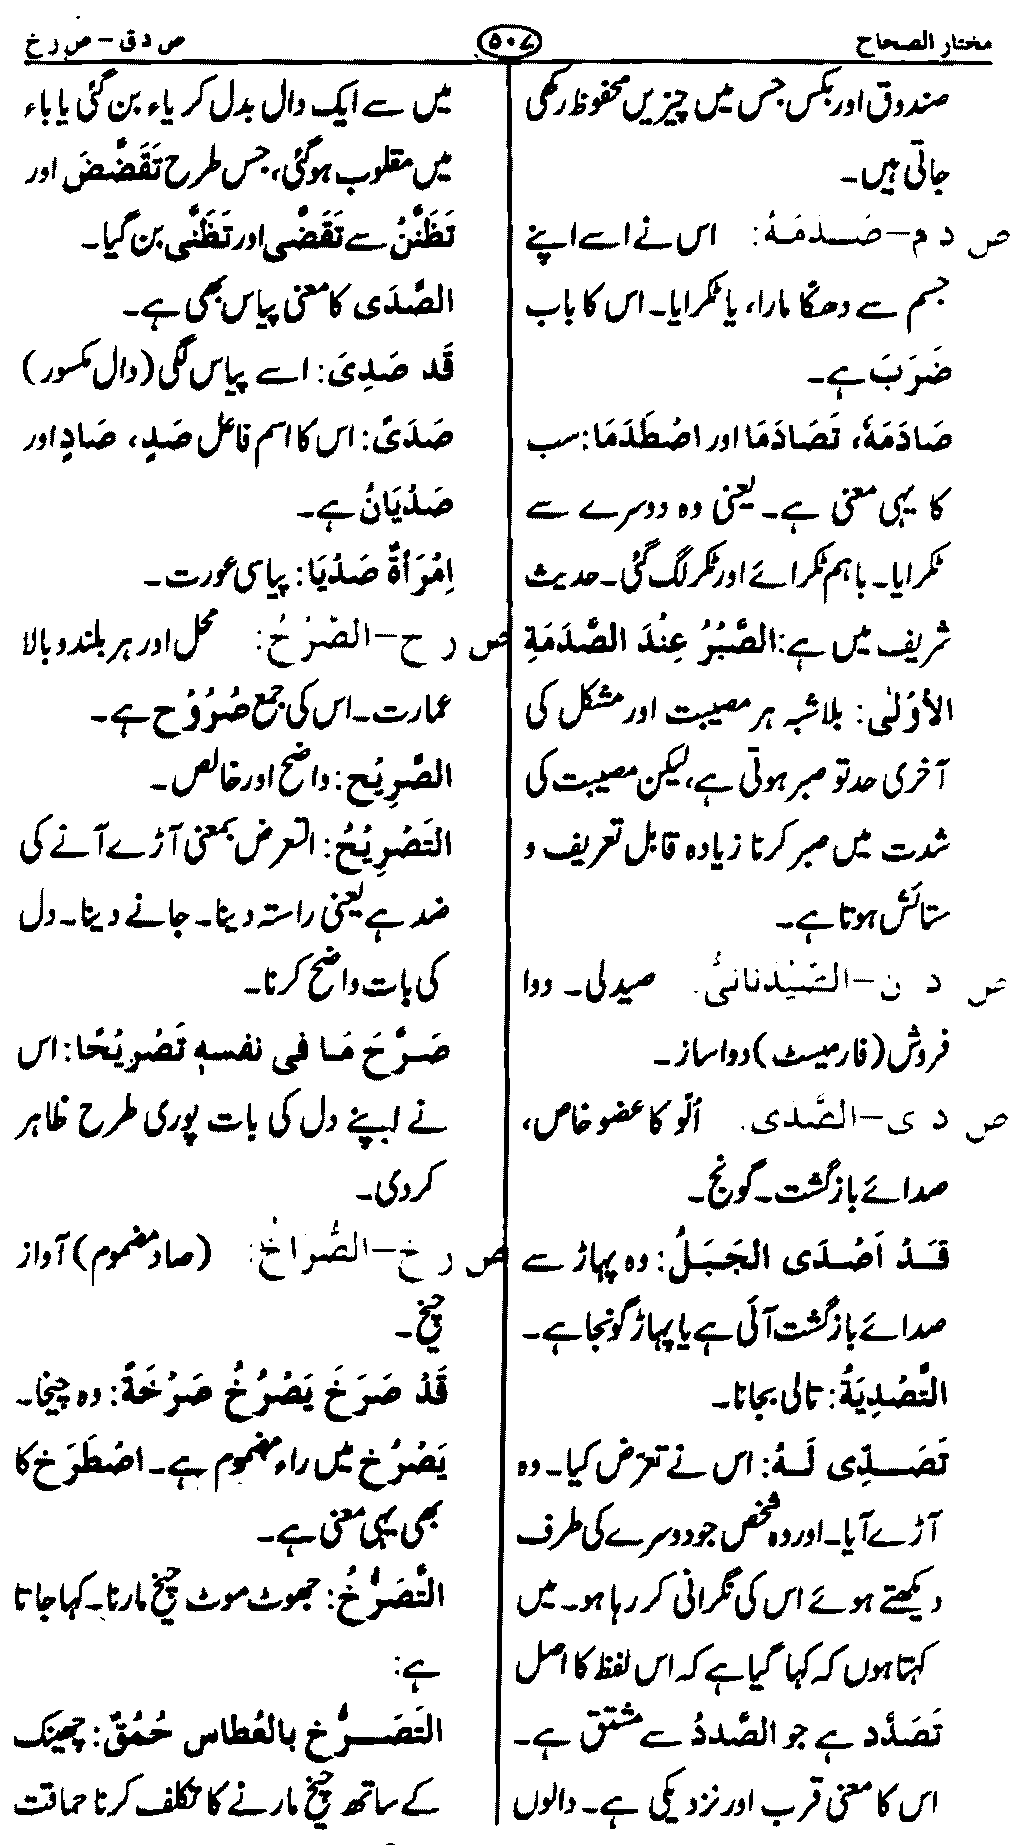 مختار الصحاح
۵۰۷
ص د ق – ص ر خ
صندوق اور بکس جس میں چیزیں محفوظ رکھی
جاتی ہیں۔
ص د م – صَدَمَهٗ: اس نے اسے اپنے
جسم سے دھکا مارا، یا ٹکرایا۔ اس کا باب
ضَرَبَ ہے۔
صَادَمَهٗ، تَصَادَمَا اور اصْطَدَمَا: سب
کا یہی معنی ہے۔ یعنی وہ دوسرے سے
ٹکرایا۔ باہم ٹکرائے اور ٹکر لگ گئی۔ حدیث
شریف میں ہے: الصَّبْرُ عِنْدَ الصَّدَمَةِ
الأوْلٰى: بلاشبہ ہر مصیبت اور مشکل کی
آخری حد تو صبر ہوتی ہے، لیکن مصیبت کی
شدت میں صبر کرنا زیادہ قابل تعریف و
ستائش ہوتا ہے۔
ص د ن – الصَّيْدَنانيُّ. صیدلی۔ دوا
فروش (فارمیسٹ) دوا ساز۔
ص د ی – الصَّدَى. اُلّو کا عضو خاص،
صدائے بازگشت۔ گونج۔
قَدْ أَصْدَى الجَبَلُ: وہ پہاڑ سے
صدائے بازگشت آئی ہے یا پہاڑ گونجا ہے۔
التَّصْدِيَةُ: تالی بجانا۔
تَصَدِّى لَهُ: اس نے تعرّض کیا۔ وہ
آڑے آیا۔ اور وہ شخص جو دوسرے کی طرف
دیکھتے ہوئے اس کی نگرانی کر رہا ہو۔ میں
کہتا ہوں کہ کہا گیا ہے کہ اس لفظ کا اصل
تَصَدَّد ہے جو الصَّددُ سے مشتق ہے۔
اس کا معنی قرب اور نزدیکی ہے۔ دالوں
میں سے ایک دال بدل کر یاء بن گئی یا باء
میں مقلوب ہوگئی، جس طرح تَقَضَّضَ اور
تَظَنَّنُ سے تَقَضّٰى اور تَظَنّٰى بن گیا۔
الصَّدَى کا معنی پیاس بھی ہے۔
قَد صَدِىَ: اسے پیاس لگی (دال مکسور)
صَدَىً: اس کا اسم فاعل صَدٍ، صَادٍ اور
صَدْيَانُ ہے۔
اِمْرَأةٌ صَدْيَا: پیاسی عورت۔
ص ر ح – الصَّرْحُ: محل اور ہر بلند و بالا
عمارت۔ اس کی جمع صُرُوْح ہے۔
الصَّرِيْح: واضح اور خالص۔
التَصْرِيْحُ: التعرض بمعنی آڑے آنے کی
ضد ہے یعنی راستہ دینا۔ جانے دینا۔ دل
کی بات واضح کرنا۔
صَرَّحَ مَا فى نفسه تَصْرِيْحًا: اس
نے اپنے دل کی بات پوری طرح ظاہر
کردی۔
ص ر خ – الصُّرَاخُ: (صاد مضموم) آواز
چیخ۔
قَدْ صَرَخَ يَصْرُخُ صَرْخَةً: وہ چیخا۔
يَصْرُخ میں راء مضموم ہے۔ اصْطَرَخ کا
بھی یہی معنی ہے۔
التَّصَرُّخُ: جھوٹ موٹ چیخ مارنا۔ کہا جاتا
ہے:
التَصَرُّخ بالعُطاس حُمُقٌ: چھینک
کے ساتھ چیخ مارنے کا تکلف کرنا حماقت